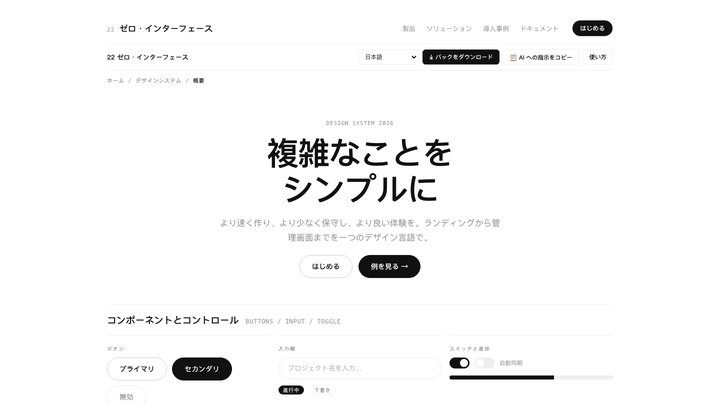 22 ゼロ・インターフェース
製品 ソリューション 導入事例 ドキュメント はじめる
22 ゼロ・インターフェース
日本語 パックをダウンロード AI への指示をコピー 使い方
ホーム / デザインシステム / 概要
DESIGN SYSTEM 2026
複雑なことを
シンプルに
より速く作り、より少なく保守し、より良い体験を。ランディングから管
理画面までを一つのデザイン言語で。
はじめる 例を見る →
コンポーネントとコントロール BUTTONS / INPUT / TOGGLE
ボタン
プライマリ セカンダリ
無効
入力欄
プロジェクト名を入力...
進行中 下書き
スイッチと進捗
自動同期